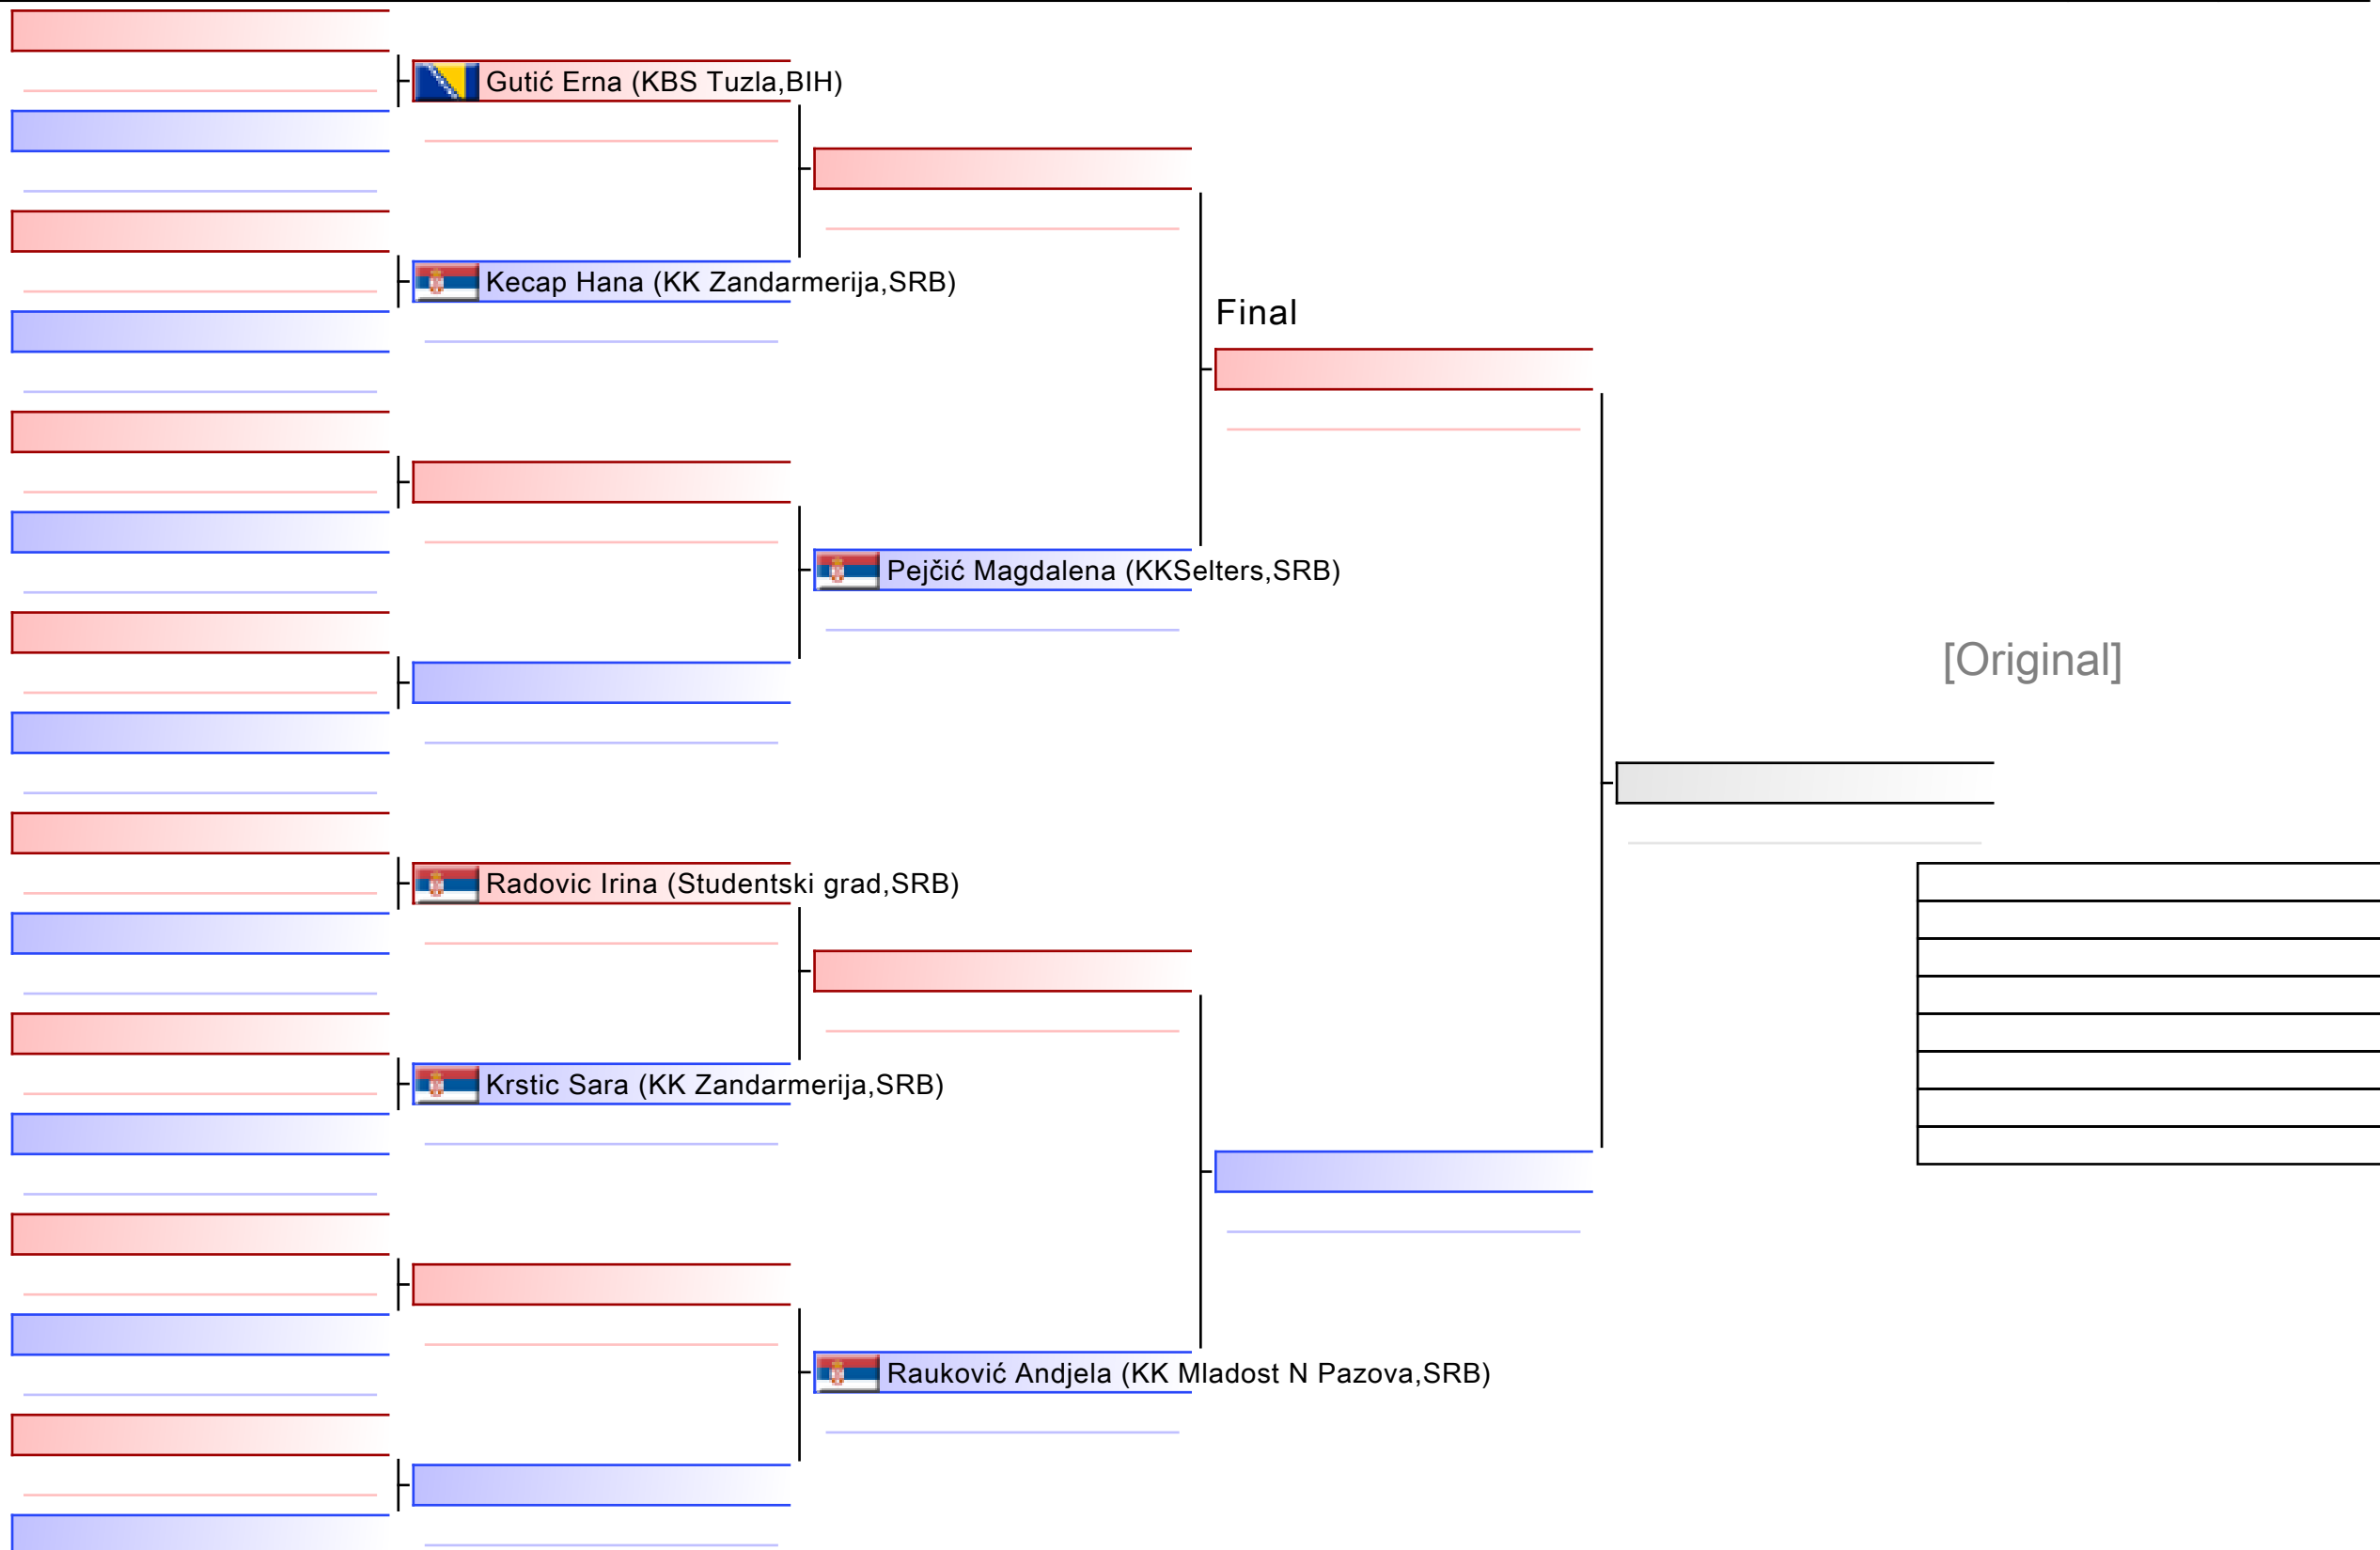 Gutić Erna (KBS Tuzla,BIH)
Kecap Hana (KK Zandarmerija,SRB)
Final
Pejčić Magdalena (KKSelters,SRB)
[Original]
Radovic Irina (Studentski grad,SRB)
Krstic Sara (KK Zandarmerija,SRB)
Rauković Andjela (KK Mladost N Pazova,SRB)